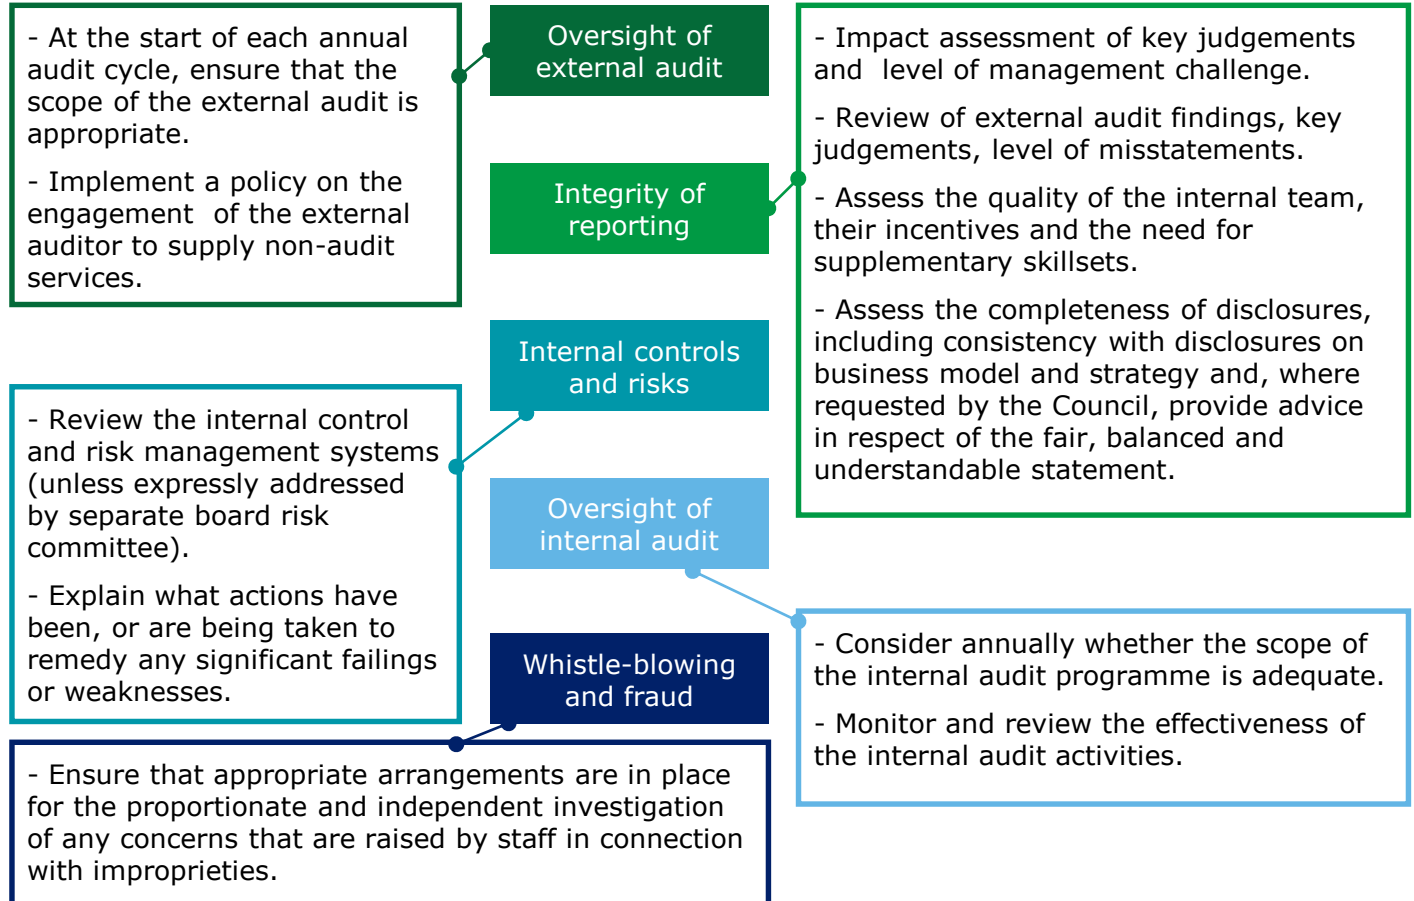 - At the start of each annual
audit cycle, ensure that the
scope of the external audit is
appropriate.
- Implement a policy on the
engagement  of the external
auditor to supply non-audit
services.
Oversight of
external audit
- Impact assessment of key judgements
and  level of management challenge.
- Review of external audit findings, key
judgements, level of misstatements.
- Assess the quality of the internal team,
their incentives and the need for
supplementary skillsets.
- Assess the completeness of disclosures,
including consistency with disclosures on
business model and strategy and, where
requested by the Council, provide advice
in respect of the fair, balanced and
understandable statement.
Integrity of
reporting
Internal controls
and risks
- Review the internal control
and risk management systems
(unless expressly addressed
by separate board risk
committee).
- Explain what actions have
been, or are being taken to
remedy any significant failings
or weaknesses.
Oversight of
internal audit
- Consider annually whether the scope of
the internal audit programme is adequate.
- Monitor and review the effectiveness of
the internal audit activities.
Whistle-blowing
and fraud
- Ensure that appropriate arrangements are in place
for the proportionate and independent investigation
of any concerns that are raised by staff in connection
with improprieties.